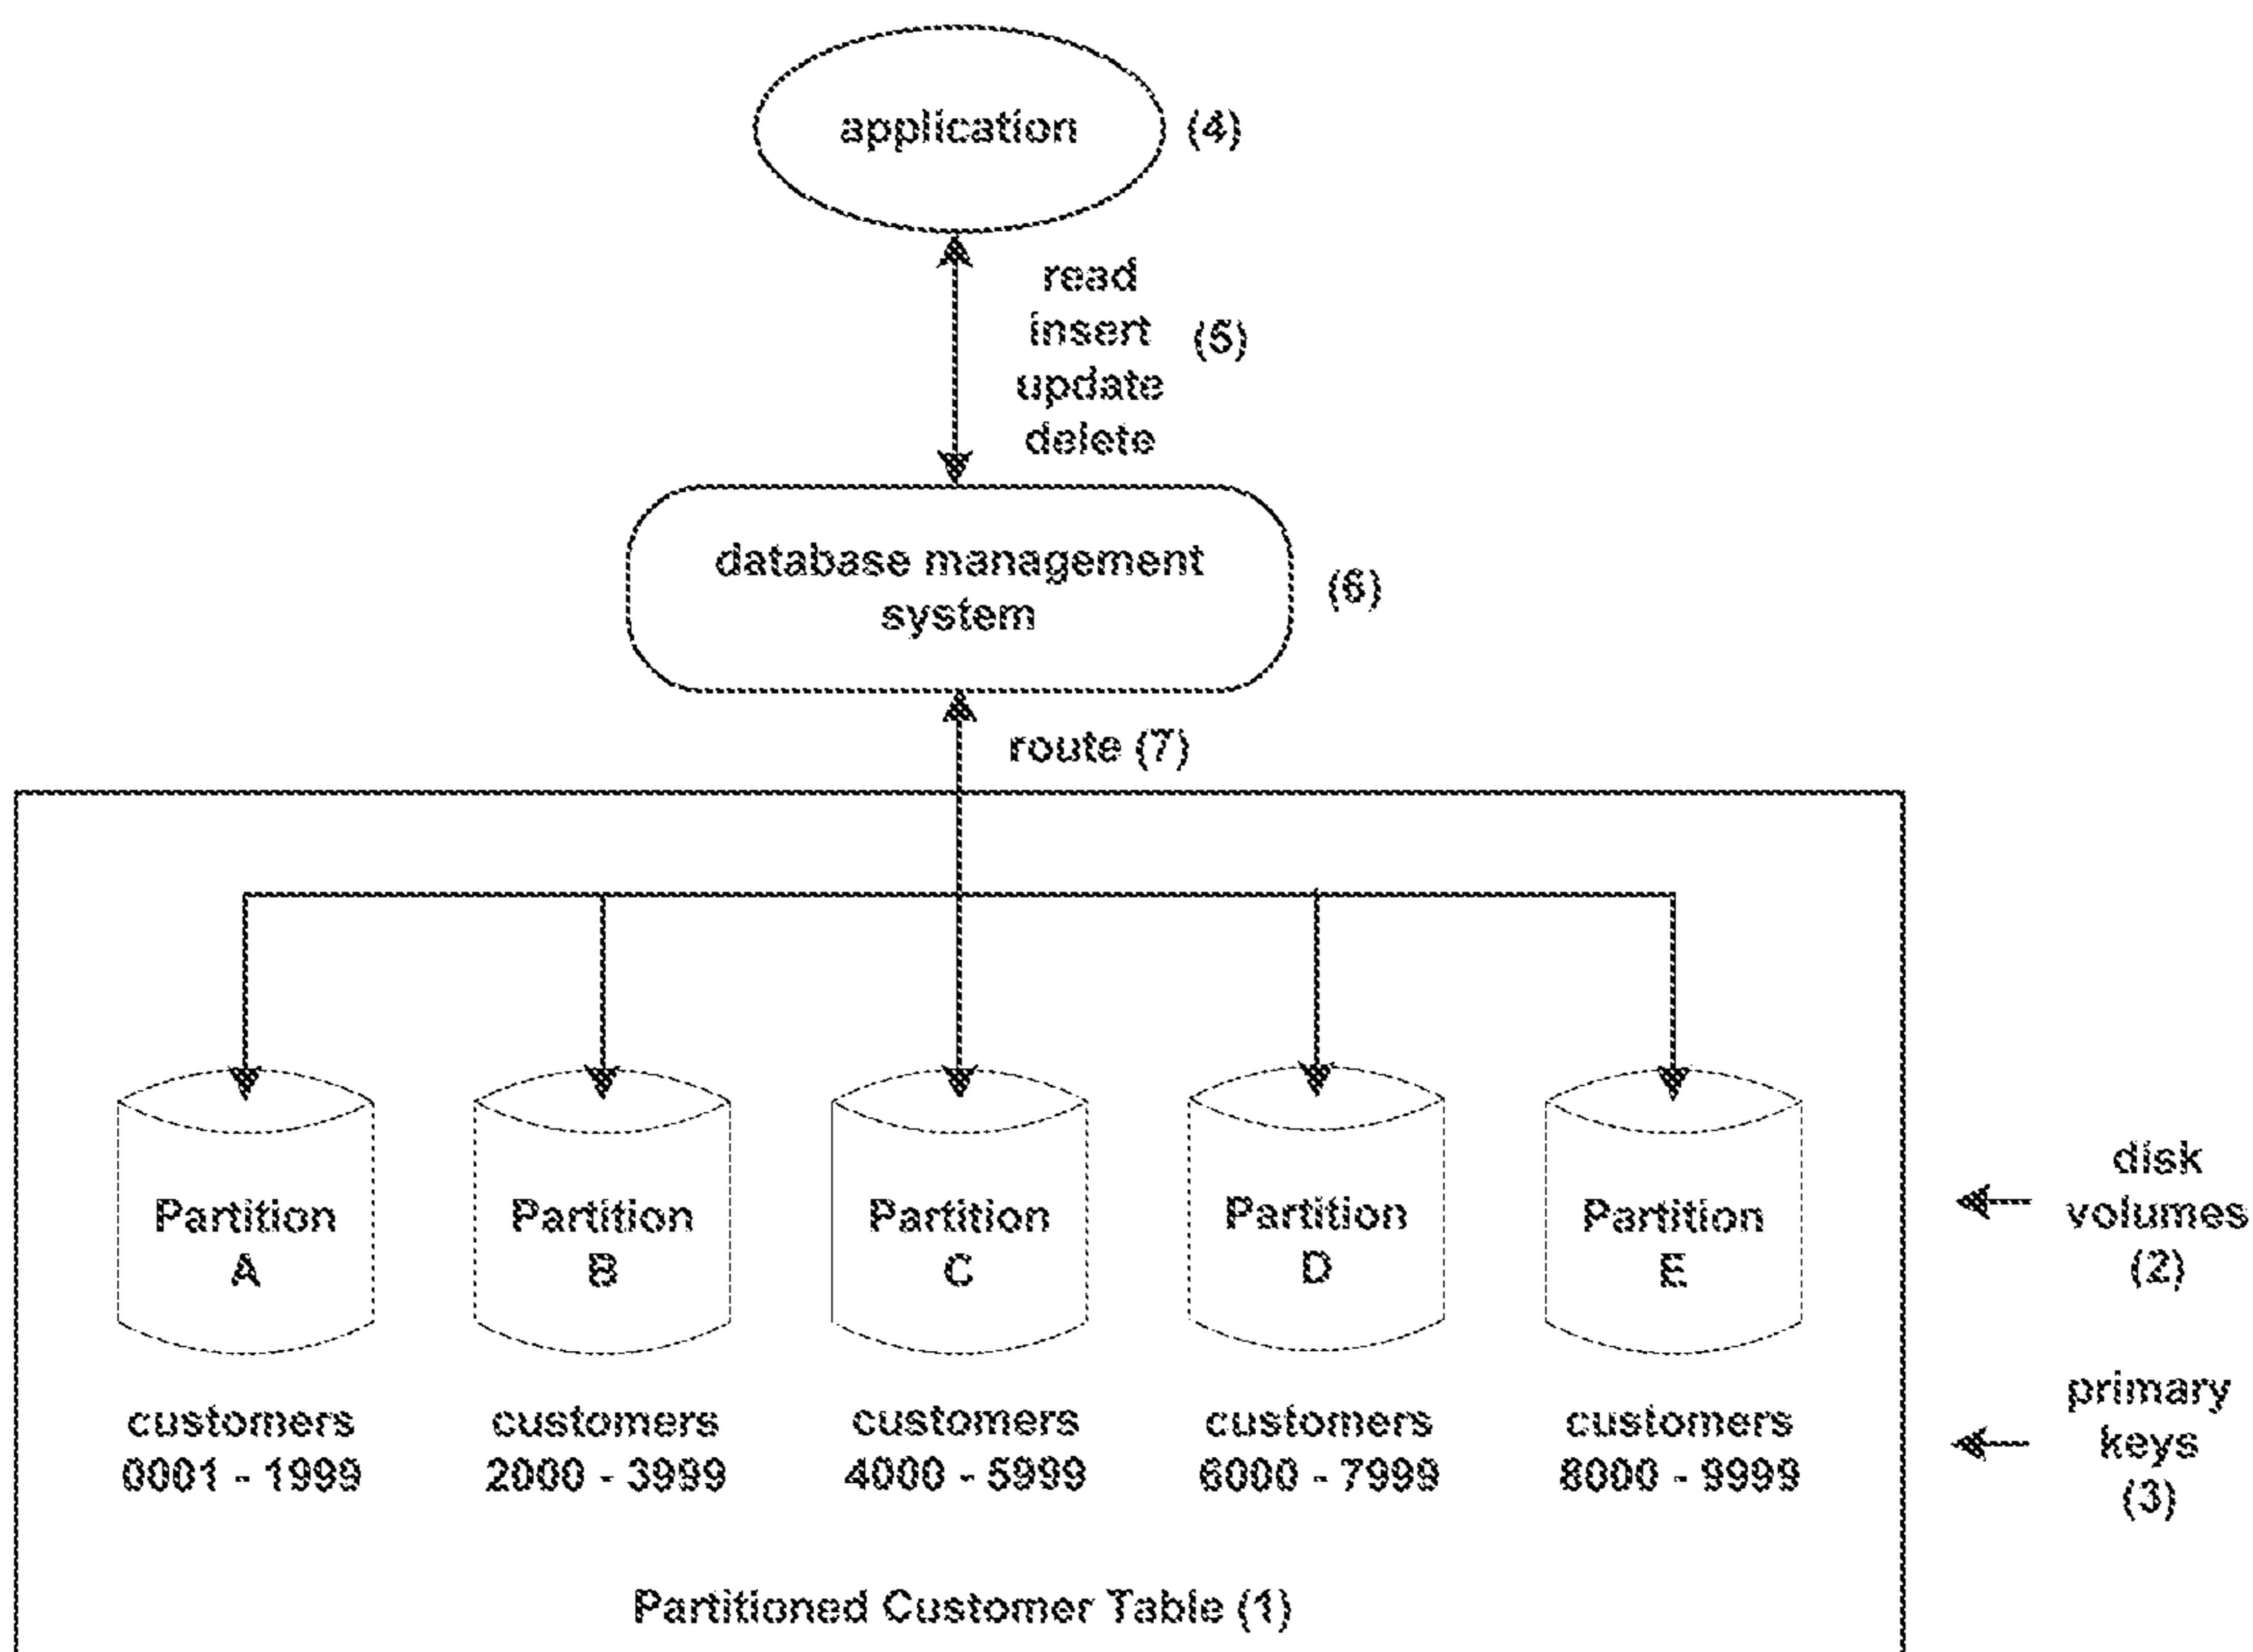 application (4)
read
insert (5)
update
delete
database management
system
(6)
route (7)
Partition
A
Partition
B
Partition
C
Partition
D
Partition
E
disk
volumes
(2)
customers
0001 - 1999
customers
2000 - 3999
customers
4000 - 5999
customers
6000 - 7999
customers
8000 - 9999
primary
keys
(3)
Partitioned Customer Table (1)